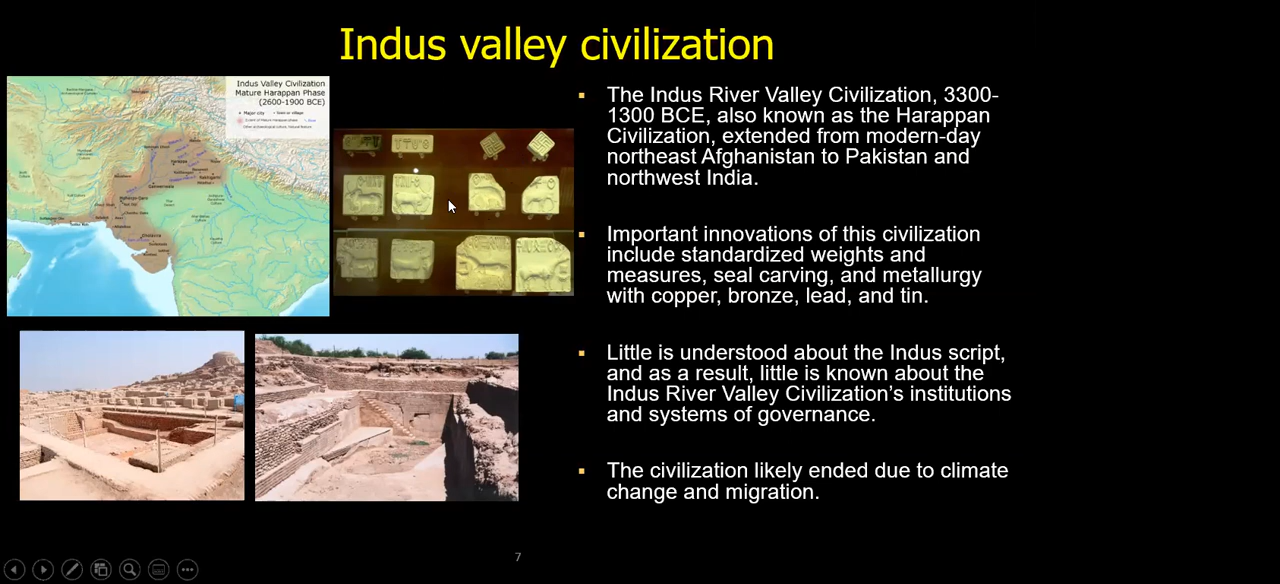 Indus valley civilization
Indus Valley Civilization
Mature Harappan Phase
(2600-1900 BCE)
The Indus River Valley Civilization, 3300-
1300 BCE, also known as the Harappan
Civilization, extended from modern-day
northeast Afghanistan to Pakistan and
northwest India.
Important innovations of this civilization
include standardized weights and
measures, seal carving, and metallurgy
with copper, bronze, lead, and tin.
Little is understood about the Indus script,
and as a result, little is known about the
Indus River Valley Civilization’s institutions
and systems of governance.
The civilization likely ended due to climate
change and migration.
7